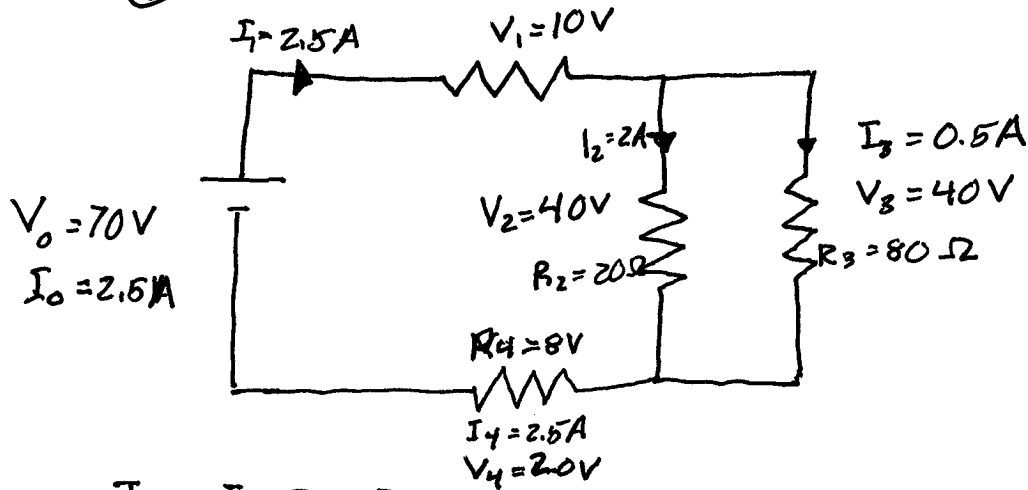 I₁=2.5A
V₁=10V
I₂=2A
I₃=0.5A
V₃=40V
R₃=80Ω
V₂=40V
R₂=20Ω
V₀=70V
I₀=2.5A
R4=8V
I4=2.5A
V4=20V